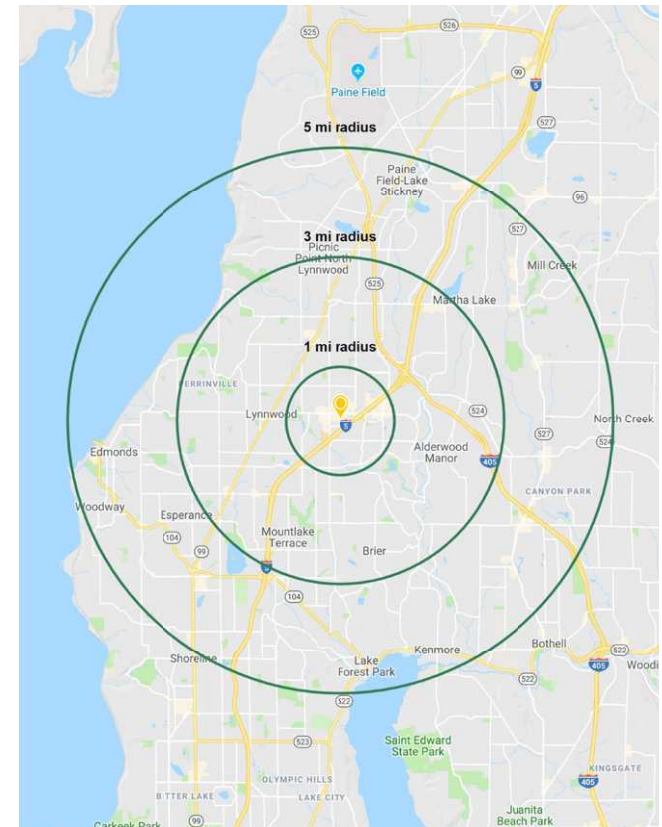 525
526
99
5
Paine Field
527
5 mi radius
Paine
Field-Lake
Stickney
96
3 mi radius
527
Picnic
Point North
Lynnwood
Mill Creek
525
Martha Lake
1 mi radius
PERRINVILLE
Lynnwood
5
524
North Creek
527
524
Edmonds
Alderwood
Manor
405
CANYON PARK
Woodway
Esperance
104
99
Mountlake
Terrace
Brier
5
104
Shoreline
Lake
Forest Park
Kenmore
Bothell
522
405
Woodi
522
522
523
Saint Edward
State Park
OLYMPIC HILLS
KINGSGATE
405
BITTER LAKE
LAKE CITY
Juanita
Beach Park
99
Carkeek Park